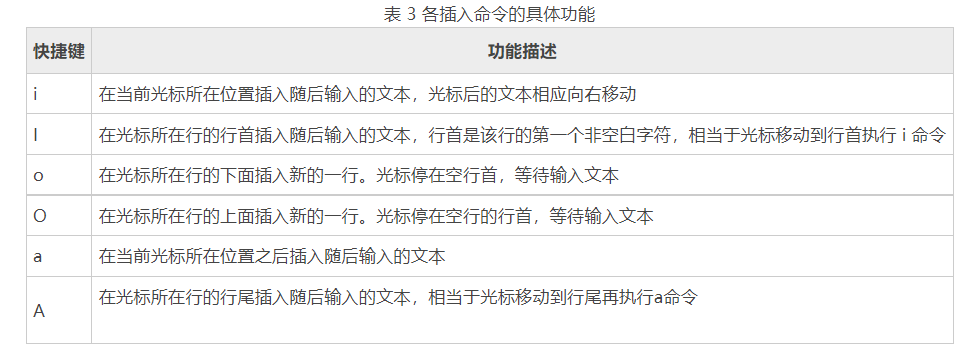 表 3 各插入命令的具体功能
快捷键 功能描述
i 在当前光标所在位置插入随后输入的文本，光标后的文本相应向右移动
I 在光标所在行的行首插入随后输入的文本，行首是该行的第一个非空白字符，相当于光标移动到行首执行 i 命令
o 在光标所在行的下面插入新的一行。光标停在空行首，等待输入文本
O 在光标所在行的上面插入新的一行。光标停在空行的行首，等待输入文本
a 在当前光标所在位置之后插入随后输入的文本
A 在光标所在行的行尾插入随后输入的文本，相当于光标移动到行尾再执行a命令